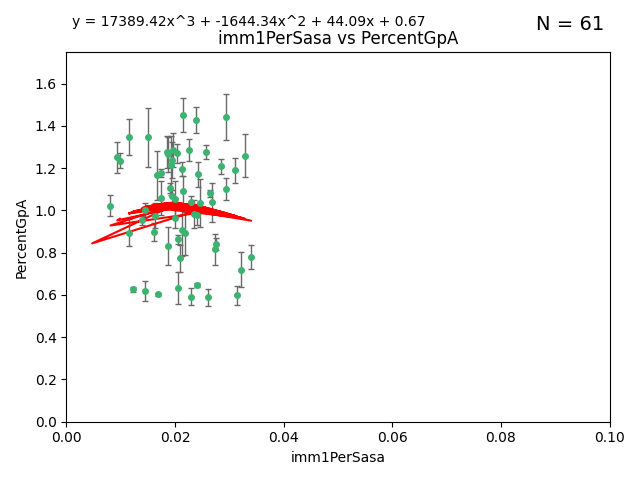 y = 17389.42x^3 + -1644.34x^2 + 44.09x + 0.67
N = 61
imm1PerSasa vs PercentGpA
PercentGpA
1.6
1.4
1.2
1.0
0.8
0.6
0.4
0.2
0.0
0.00 0.02 0.04 0.06 0.08 0.10
imm1PerSasa